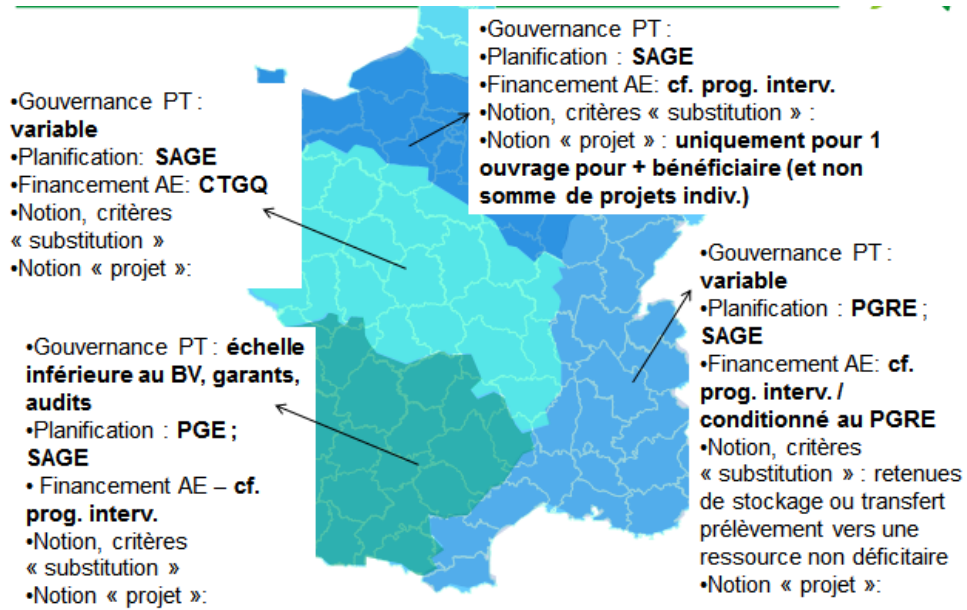 •Gouvernance PT :
•Planification : SAGE
•Financement AE: cf. prog. interv.
•Notion, critères « substitution » :
•Notion « projet » : uniquement pour 1
ouvrage pour + bénéficiaire (et non
somme de projets indiv.)
•Gouvernance PT :
variable
•Planification: SAGE
•Financement AE: CTGQ
•Notion, critères
« substitution »
•Notion « projet »:
•Gouvernance PT :
variable
•Planification : PGRE ;
SAGE
•Financement AE: cf.
prog. interv. /
conditionné au PGRE
•Notion, critères
« substitution » : retenues
de stockage ou transfert
prélèvement vers une
ressource non déficitaire
•Notion « projet »:
•Gouvernance PT : échelle
inférieure au BV, garants,
audits
•Planification : PGE ;
SAGE
• Financement AE – cf.
prog. interv.
•Notion, critères
« substitution »
•Notion « projet »: